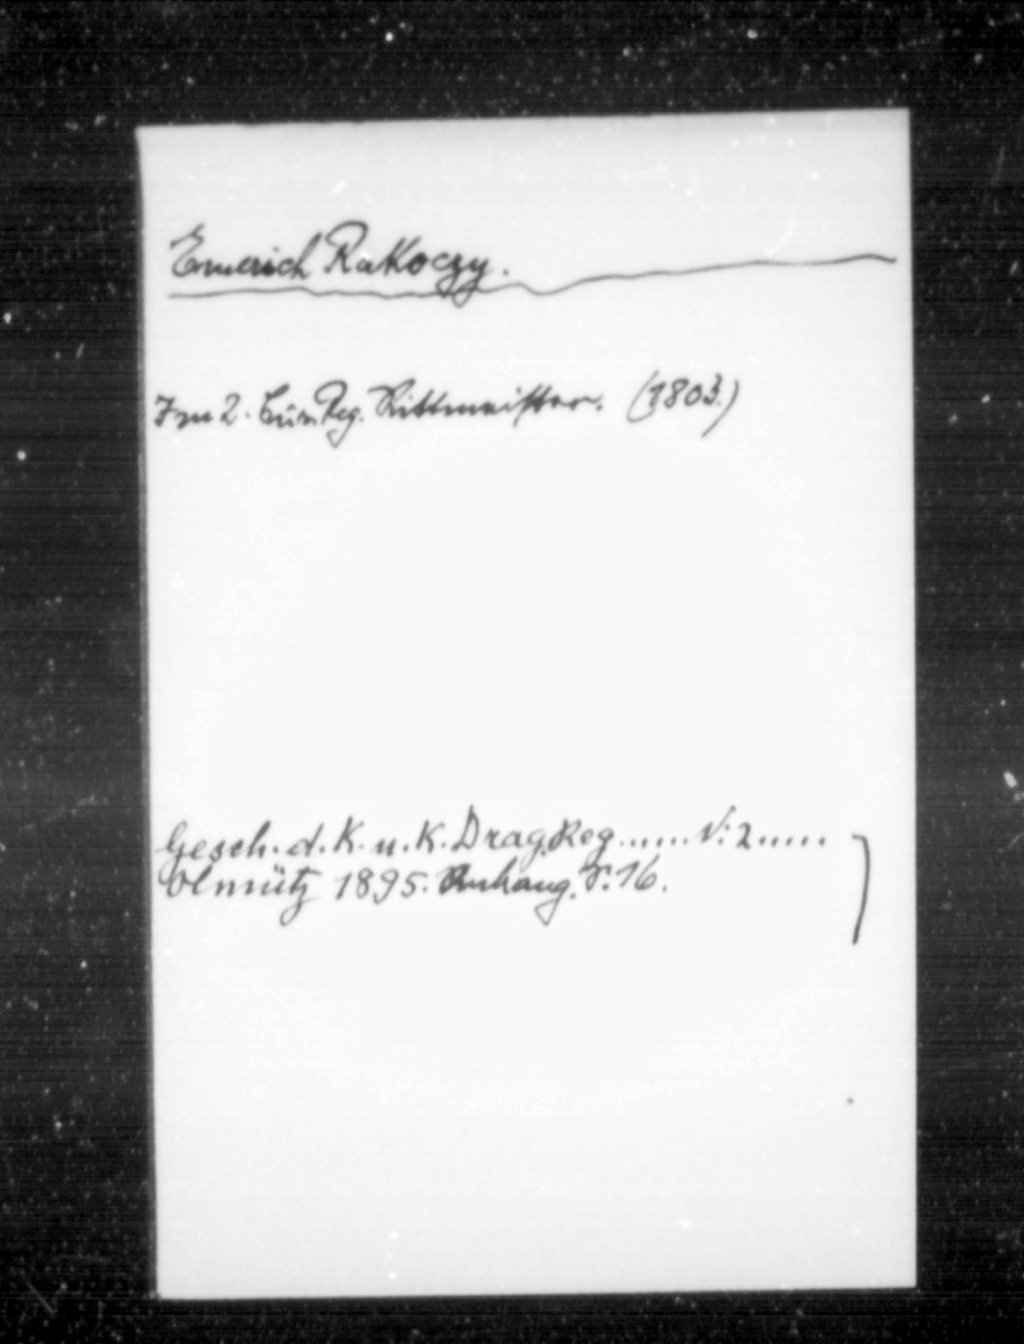 Emerich Rakoczy.
Im 2. Cür. Reg. Rittmeister. (1803.)
Gesch. d. K. u. K. Drag. Reg ...... N: 2 .....
Olmütz 1895. Anhang. S. 16.